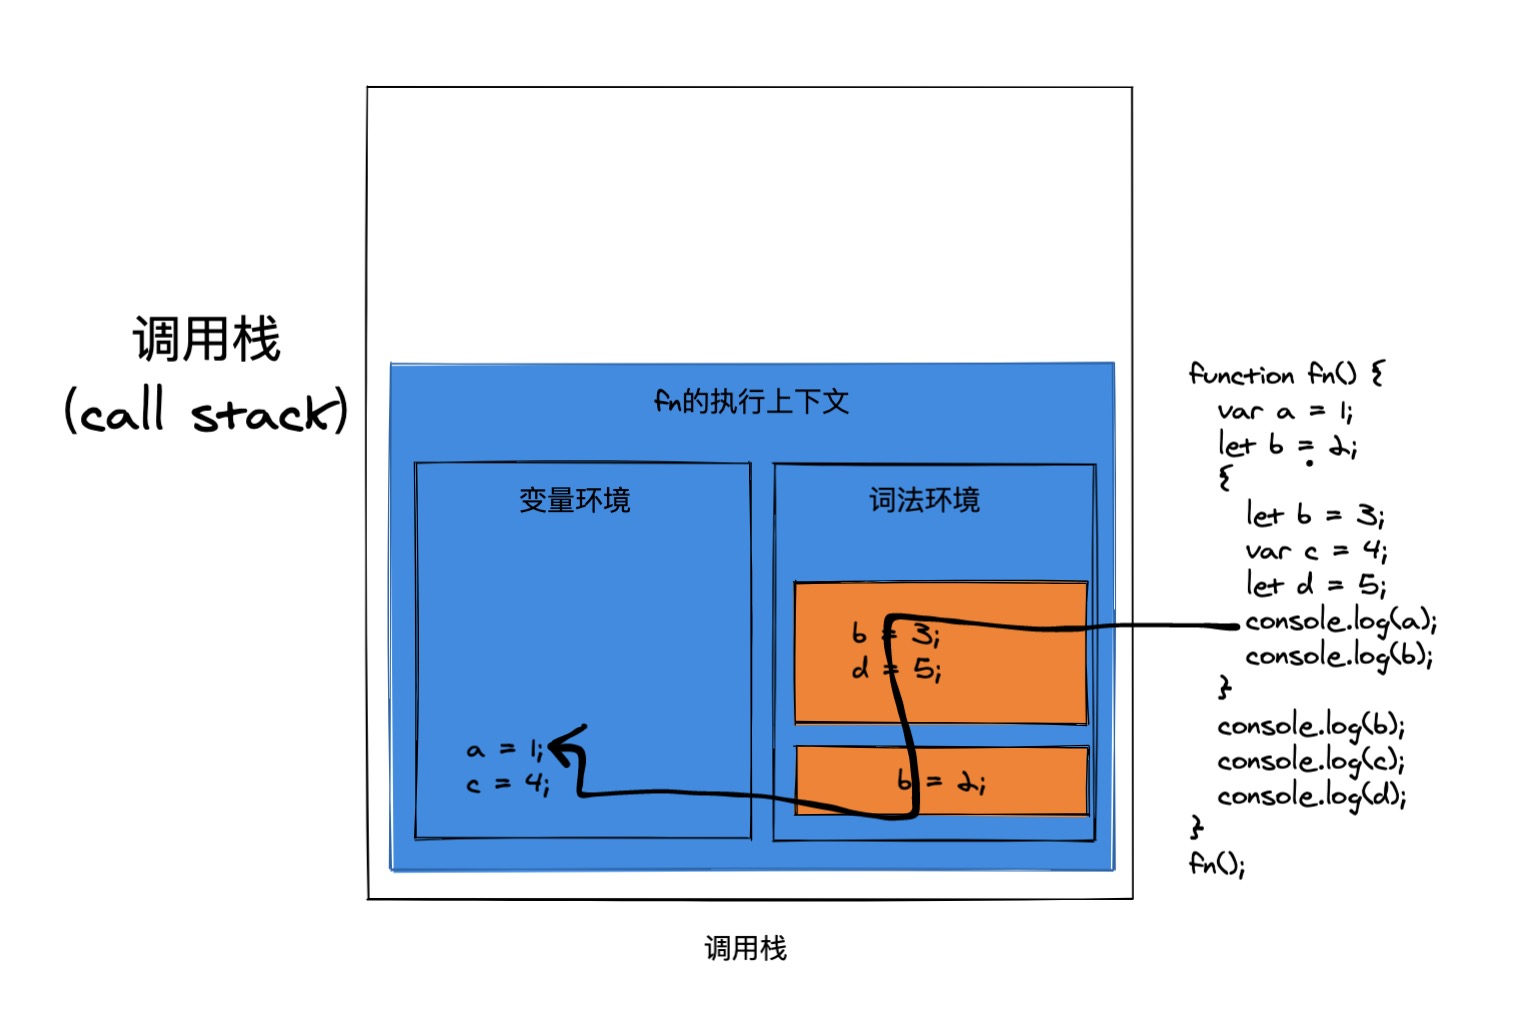 调用栈
(call stack)
fn的执行上下文
变量环境
a = 1;
c = 4;
词法环境
b = 3;
d = 5;
b = 2;
调用栈
function fn() {
var a = 1;
let b = 2;
{
let b = 3;
var c = 4;
let d = 5;
console.log(a);
console.log(b);
}
console.log(b);
console.log(c);
console.log(d);
}
fn();